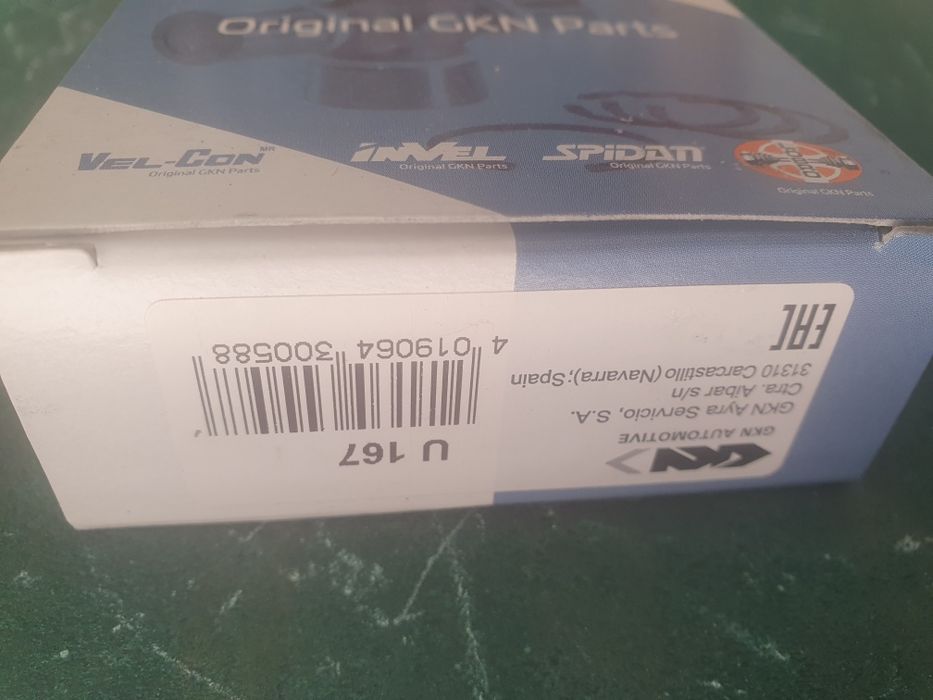 Original GKN Parts
VEL-CON MR
Original GKN Parts
INVEL
Original GKN Parts
SPIDAN
Original GKN Parts
Original GKN Parts
GKN AUTOMOTIVE
GKN Ayra Servicio, S.A.
Ctra. Aibar s/n
31310 Carcastillo (Navarra);Spain
EAC
U 167
4 019064 300588